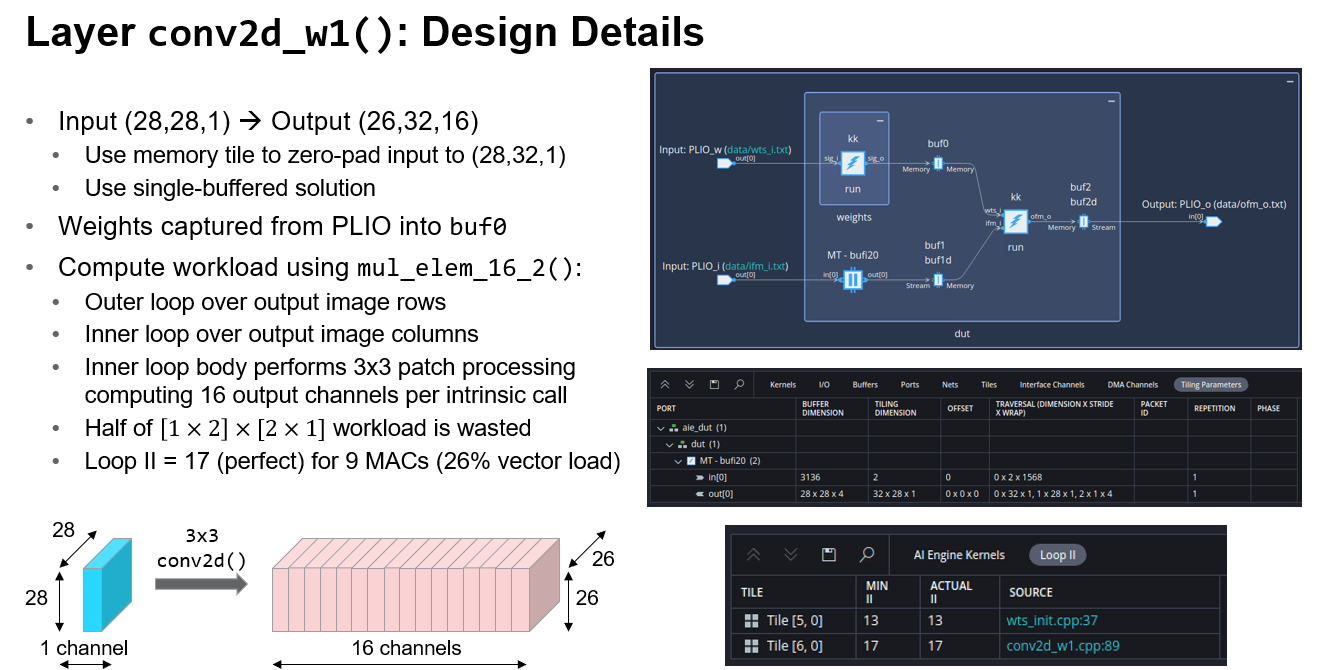 Layer conv2d_w1(): Design Details
• Input (28,28,1) → Output (26,32,16)
• Use memory tile to zero-pad input to (28,32,1)
• Use single-buffered solution
• Weights captured from PLIO into buf0
• Compute workload using mul_elem_16_2():
• Outer loop over output image rows
• Inner loop over output image columns
• Inner loop body performs 3x3 patch processing
computing 16 output channels per intrinsic call
• Half of [1 × 2] × [2 × 1] workload is wasted
• Loop II = 17 (perfect) for 9 MACs (26% vector load)
28
28
1 channel
3x3
conv2d()
26
26
16 channels
Input: PLIO_w (data/wts_i.txt)
out[0]
kk
sig_i
sig_o
run
weights
buf0
Memory
Memory
Input: PLIO_i (data/ifm_i.txt)
out[0]
MT - bufi20
in[0]
out[0]
buf1
buf1d
Stream
Memory
kk
wts_i
ifm_i
ofm_o
run
buf2
buf2d
Memory
Stream
Output: PLIO_o (data/ofm_o.txt)
in[0]
dut
Kernels I/O Buffers Ports Nets Tiles Interface Channels DMA Channels Tiling Parameters
PORT BUFFER DIMENSION TILING DIMENSION OFFSET TRAVERSAL (DIMENSION X STRIDE X WRAP) PACKET ID REPETITION PHASE
aie_dut (1)
dut (1)
MT - bufi20 (2)
in[0] 3136 2 0 0 x 2 x 1568 1
out[0] 28 x 28 x 4 32 x 28 x 1 0 x 0 x 0 0 x 32 x 1, 1 x 28 x 1, 2 x 1 x 4 1
AI Engine Kernels Loop II
TILE MIN II ACTUAL II SOURCE
Tile [5, 0] 13 13 wts_init.cpp:37
Tile [6, 0] 17 17 conv2d_w1.cpp:89